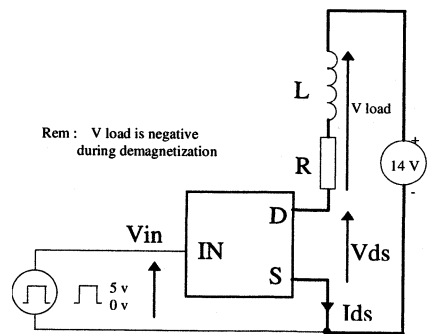 L
V load
Rem : V load is negative
during demagnetization
+
14 V
-
R
D
Vin
IN
Vds
S
5 v
0 v
Ids